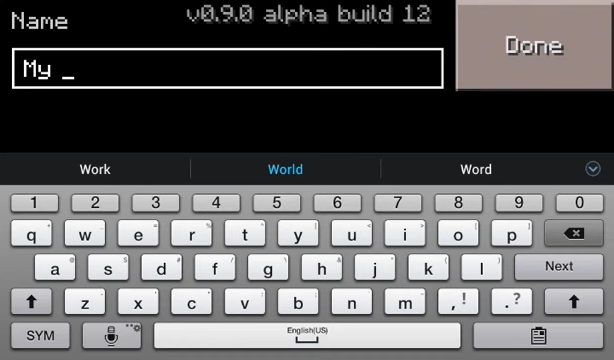 v0.9.0 alpha build 12
Name
Done
My _
Work World Word
1 2 3 4 5 6 7 8 9 0
q w e r t y u i o p
a s d f g h j k l Next
z x c v b n m ,! .?
SYM English(US)